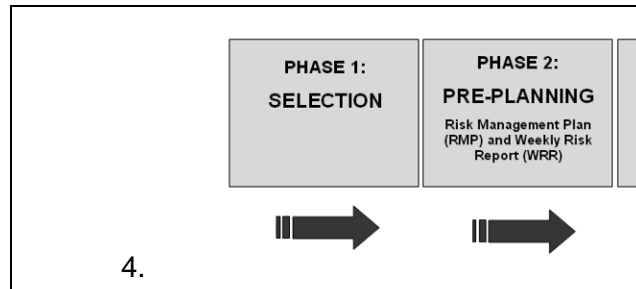 PHASE 1:
SELECTION
PHASE 2:
PRE-PLANNING
Risk Management Plan
(RMP) and Weekly Risk
Report (WRR)
4.